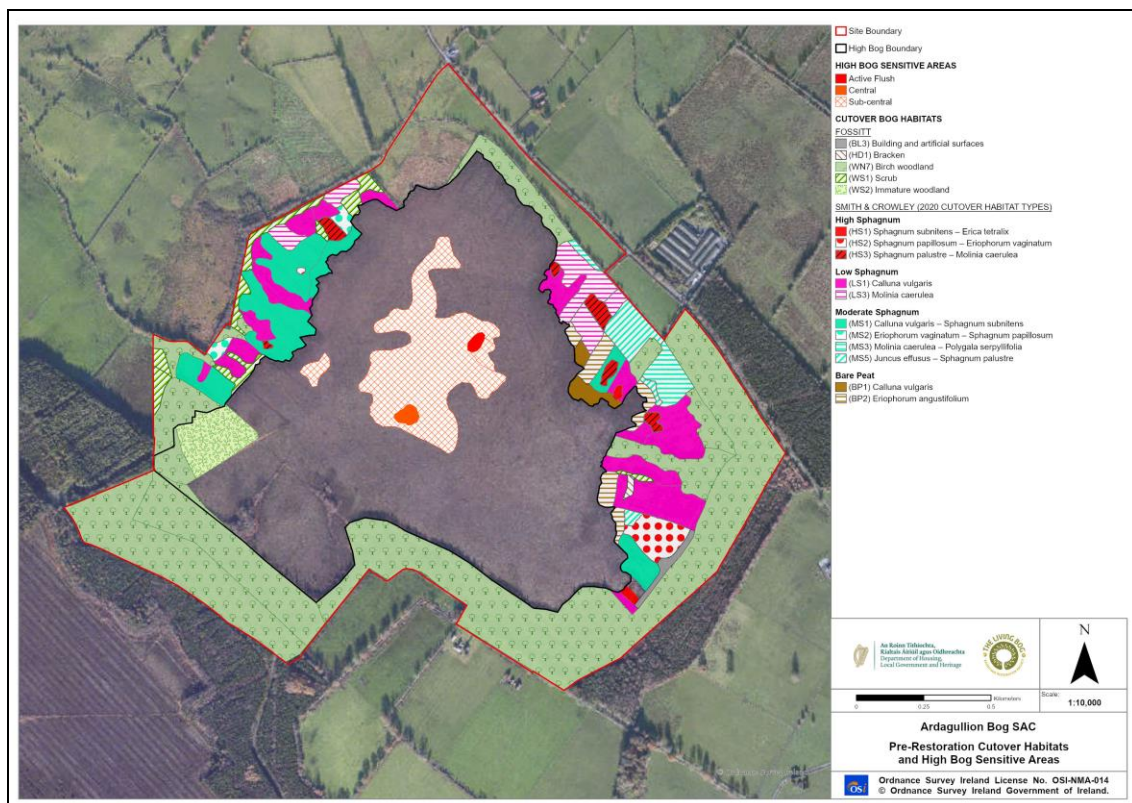 Site Boundary
High Bog Boundary
HIGH BOG SENSITIVE AREAS
Active Flush
Central
Sub-central
CUTOVER BOG HABITATS
FOSSITT
(BL3) Building and artificial surfaces
(HD1) Bracken
(WN7) Birch woodland
(WS1) Scrub
(WS2) Immature woodland
SMITH & CROWLEY (2020 CUTOVER HABITAT TYPES)
High Sphagnum
(HS1) Sphagnum subnitens – Erica tetralix
(HS2) Sphagnum papillosum – Eriophorum vaginatum
(HS3) Sphagnum palustre – Molinia caerulea
Low Sphagnum
(LS1) Calluna vulgaris
(LS3) Molinia caerulea
Moderate Sphagnum
(MS1) Calluna vulgaris – Sphagnum subnitens
(MS2) Eriophorum vaginatum – Sphagnum papillosum
(MS3) Molinia caerulea – Polygala serpyllifolia
(MS5) Juncus effusus – Sphagnum palustre
Bare Peat
(BP1) Calluna vulgaris
(BP2) Eriophorum angustifolium
An Roinn Tithíochta,
Rialtais Áitiúil agus Oidhreachta
Department of Housing,
Local Government and Heritage
THE LIVING BOG
N
Kilometers
0 0.25 0.5
Scale:
1:10,000
Ardagullion Bog SAC
Pre-Restoration Cutover Habitats
and High Bog Sensitive Areas
OSi
Ordnance Survey Ireland License No. OSI-NMA-014
© Ordnance Survey Ireland Government of Ireland.